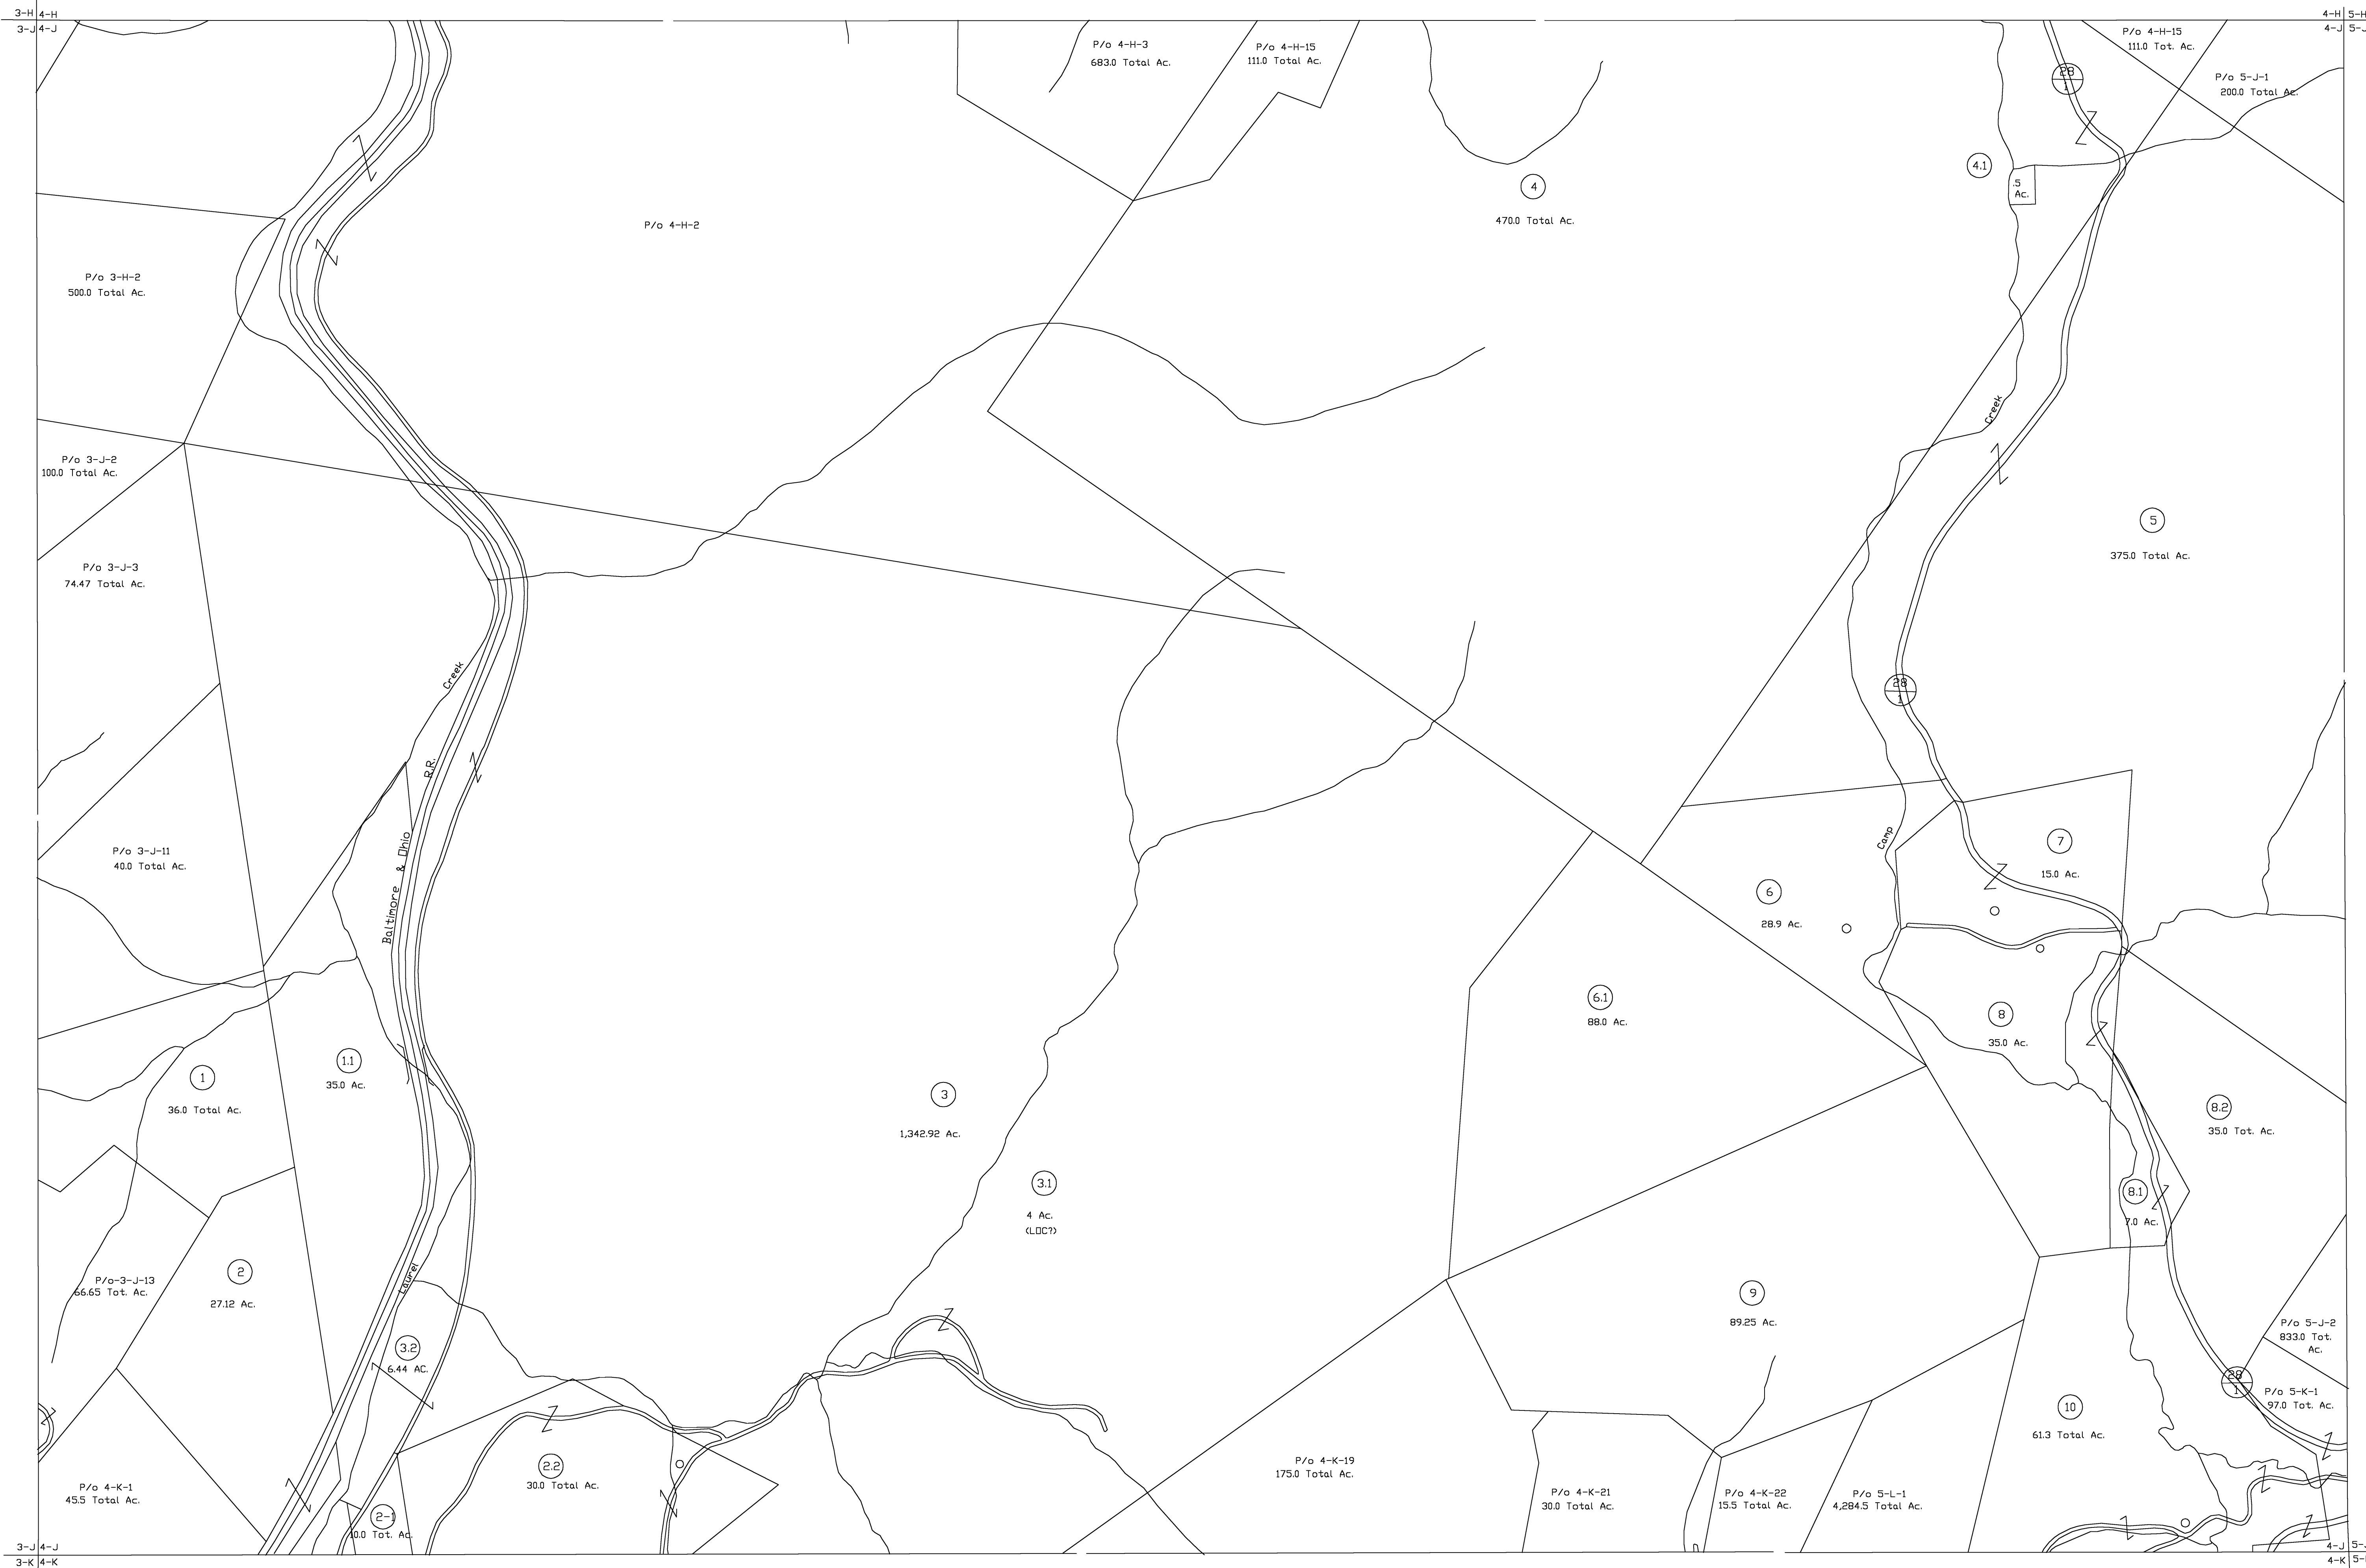 3-H 4-H
3-J 4-J
4-H 5-H
4-J 5-J
P/o 4-H-3
683.0 Total Ac.
P/o 4-H-15
111.0 Total Ac.
P/o 4-H-15
111.0 Tot. Ac.
P/o 5-J-1
200.0 Total Ac.
28
1
4.1
.5
Ac.
4
470.0 Total Ac.
P/o 4-H-2
P/o 3-H-2
500.0 Total Ac.
Creek
P/o 3-J-2
100.0 Total Ac.
5
375.0 Total Ac.
P/o 3-J-3
74.47 Total Ac.
Creek
28
1
R.R.
Baltimore & Ohio
Camp
7
15.0 Ac.
P/o 3-J-11
40.0 Total Ac.
6
28.9 Ac.
6.1
88.0 Ac.
8
35.0 Ac.
1
36.0 Total Ac.
1.1
35.0 Ac.
3
1,342.92 Ac.
8.2
35.0 Tot. Ac.
3.1
4 Ac.
(LOC?)
8.1
7.0 Ac.
P/o-3-J-13
66.65 Tot. Ac.
2
27.12 Ac.
Laurel
9
89.25 Ac.
P/o 5-J-2
833.0 Tot.
Ac.
3.2
6.44 AC.
28
1
P/o 5-K-1
97.0 Tot. Ac.
10
61.3 Total Ac.
2.2
30.0 Total Ac.
P/o 4-K-19
175.0 Total Ac.
P/o 4-K-1
45.5 Total Ac.
P/o 4-K-21
30.0 Total Ac.
P/o 4-K-22
15.5 Total Ac.
P/o 5-L-1
4,284.5 Total Ac.
2-1
10.0 Tot. Ac.
3-J 4-J
3-K 4-K
4-J 5-J
4-K